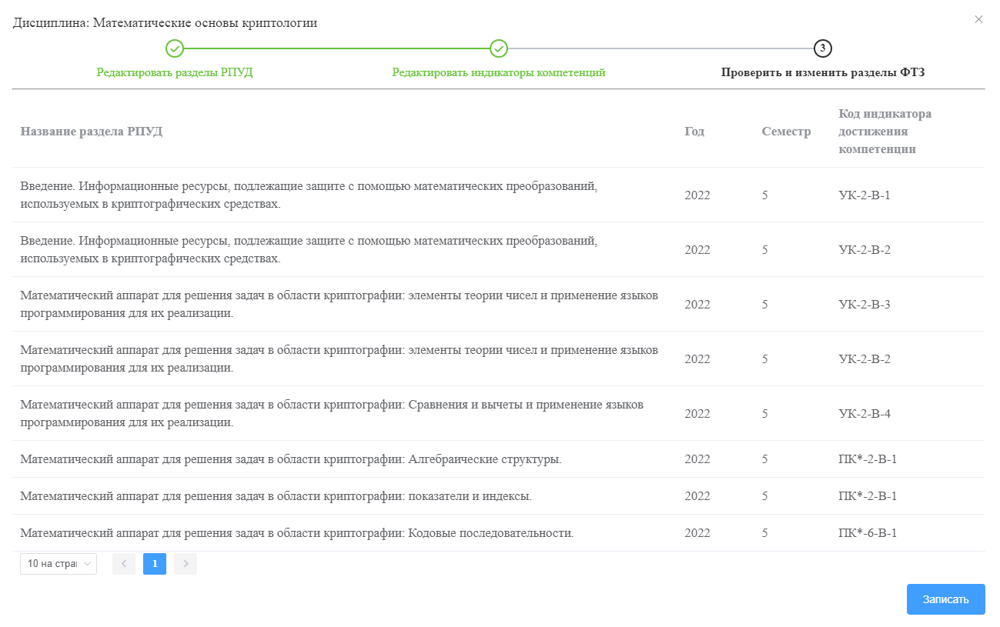 Дисциплина: Математические основы криптологии
3
Редактировать разделы РПУД
Редактировать индикаторы компетенций
Проверить и изменить разделы ФТЗ
Название раздела РПУД
Год
Семестр
Код индикатора
достижения
компетенции
Введение. Информационные ресурсы, подлежащие защите с помощью математических преобразований,
используемых в криптографических средствах.
2022
5
УК-2-В-1
Введение. Информационные ресурсы, подлежащие защите с помощью математических преобразований,
используемых в криптографических средствах.
2022
5
УК-2-В-2
Математический аппарат для решения задач в области криптографии: элементы теории чисел и применение языков
программирования для их реализации.
2022
5
УК-2-В-3
Математический аппарат для решения задач в области криптографии: элементы теории чисел и применение языков
программирования для их реализации.
2022
5
УК-2-В-2
Математический аппарат для решения задач в области криптографии: Сравнения и вычеты и применение языков
программирования для их реализации.
2022
5
УК-2-В-4
Математический аппарат для решения задач в области криптографии: Алгебраические структуры.
2022
5
ПК*-2-В-1
Математический аппарат для решения задач в области криптографии: показатели и индексы.
2022
5
ПК*-2-В-1
Математический аппарат для решения задач в области криптографии: Кодовые последовательности.
2022
5
ПК*-6-В-1
10 на стра
1
Записать